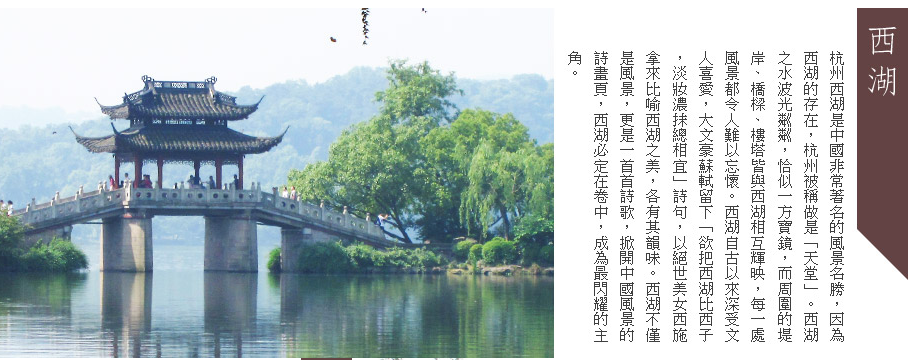 西湖
杭州西湖是中國非常著名的風景名勝，因為
西湖的存在，杭州被稱做是「天堂」。西湖
之水波光粼粼，恰似一方寶鏡，而周圍的堤
岸、橋樑、樓塔皆與西湖相互輝映，每一處
風景都令人難以忘懷。西湖自古以來深受文
人喜愛，大文豪蘇軾留下「欲把西湖比西子
，淡妝濃抹總相宜」詩句，以絕世美女西施
拿來比喻西湖之美，各有其韻味。西湖不僅
是風景，更是一首首詩歌，掀開中國風景的
詩畫頁，西湖必定在卷中，成為最閃耀的主
角。